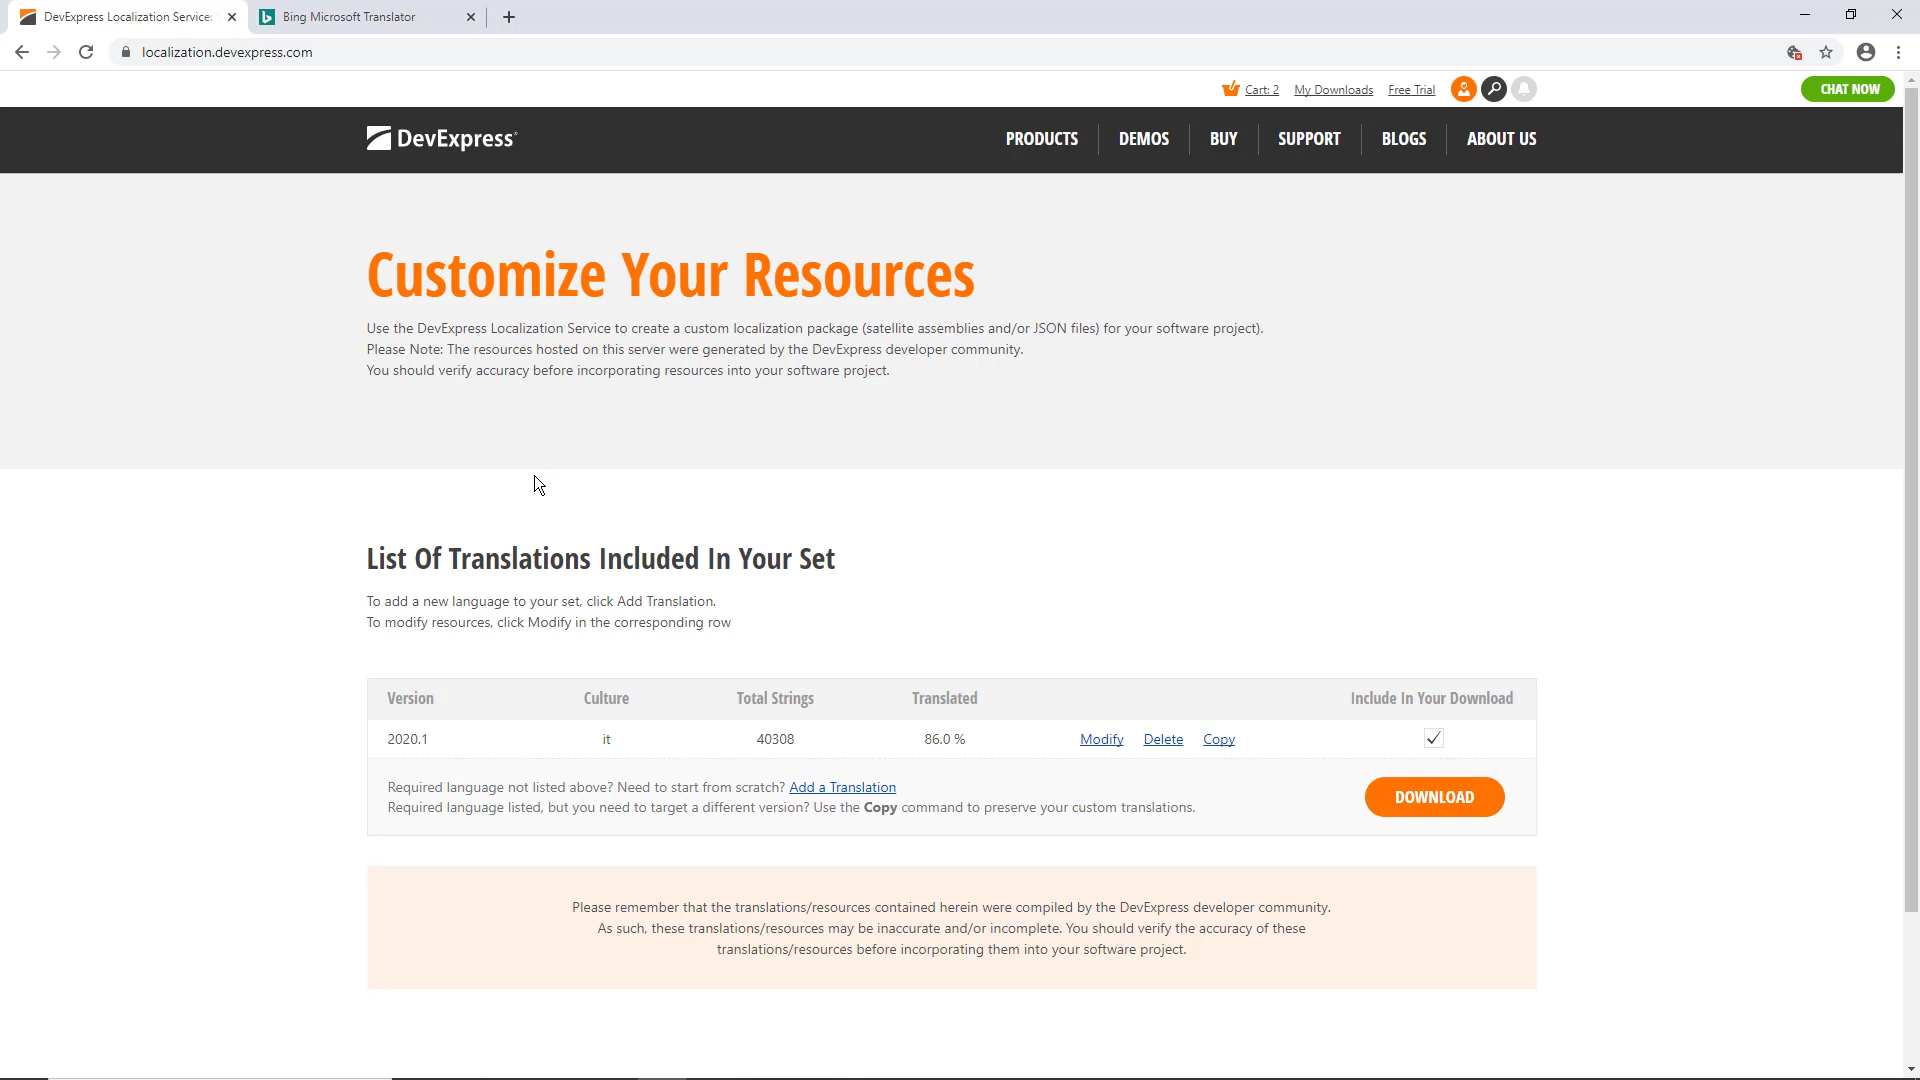 DevExpress Localization Service:
Bing Microsoft Translator
localization.devexpress.com
Cart: 2 My Downloads Free Trial
CHAT NOW
DevExpress
PRODUCTS DEMOS BUY SUPPORT BLOGS ABOUT US
Customize Your Resources
Use the DevExpress Localization Service to create a custom localization package (satellite assemblies and/or JSON files) for your software project).
Please Note: The resources hosted on this server were generated by the DevExpress developer community.
You should verify accuracy before incorporating resources into your software project.
List Of Translations Included In Your Set
To add a new language to your set, click Add Translation.
To modify resources, click Modify in the corresponding row
Version Culture Total Strings Translated Include In Your Download
2020.1 it 40308 86.0 % Modify Delete Copy
Required language not listed above? Need to start from scratch? Add a Translation
Required language listed, but you need to target a different version? Use the Copy command to preserve your custom translations.
DOWNLOAD
Please remember that the translations/resources contained herein were compiled by the DevExpress developer community.
As such, these translations/resources may be inaccurate and/or incomplete. You should verify the accuracy of these
translations/resources before incorporating them into your software project.